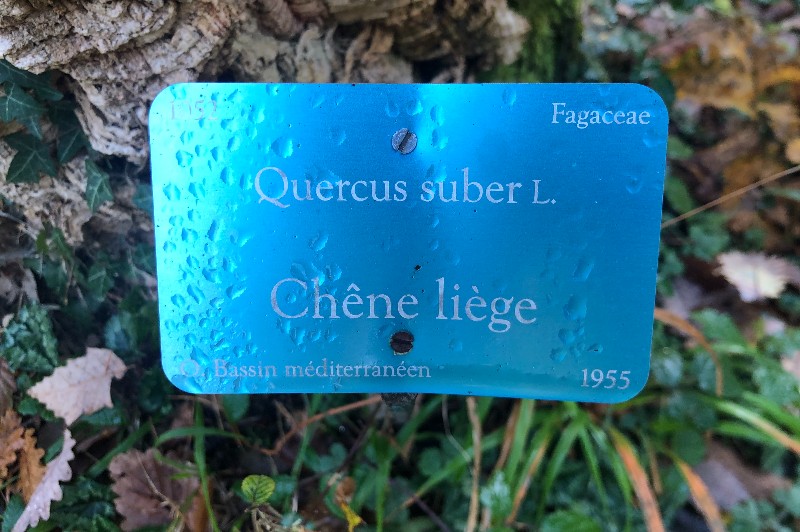 Fagaceae
Quercus suber L.
Chêne liège
O. Bassin méditerranéen
1955